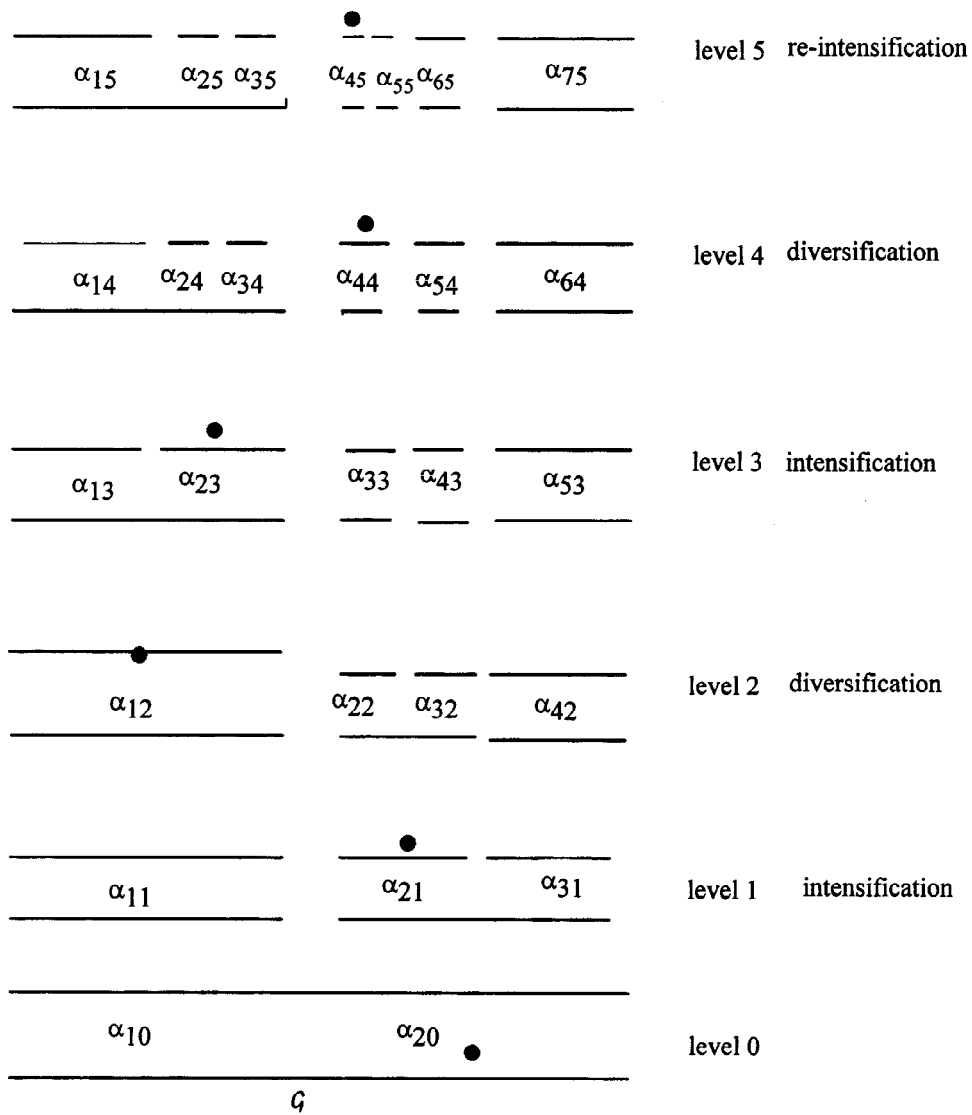 α15 α25 α35 α45 α55 α65 α75 level 5 re-intensification
α14 α24 α34 α44 α54 α64 level 4 diversification
α13 α23 α33 α43 α53 level 3 intensification
α12 α22 α32 α42 level 2 diversification
α11 α21 α31 level 1 intensification
α10 α20 level 0
G